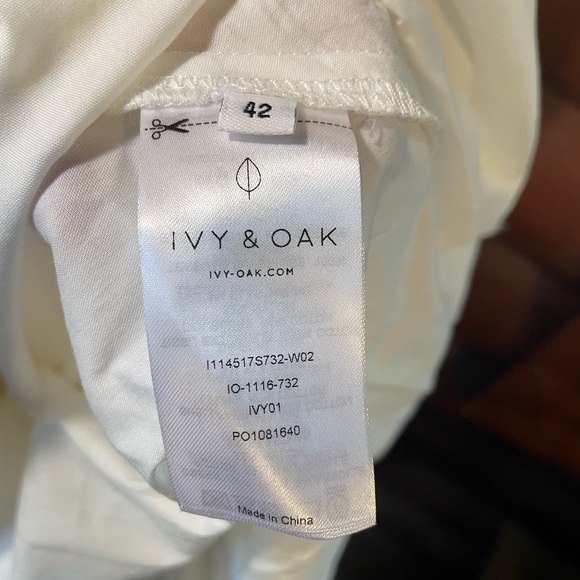 42
IVY & OAK
IVY-OAK.COM
I114517S732-W02
IO-1116-732
IVY01
PO1081640
Made in China